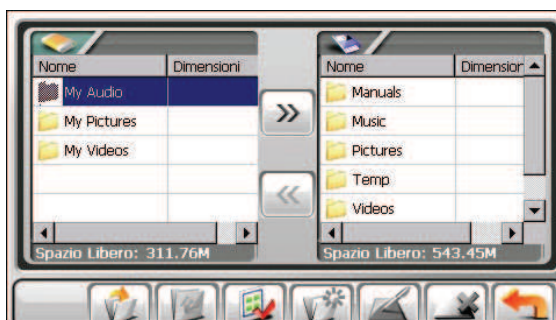 Nome Dimensioni
My Audio
My Pictures
My Videos
Spazio Libero: 311.76M
Nome Dimension
Manuals
Music
Pictures
Temp
Videos
Spazio Libero: 543.45M